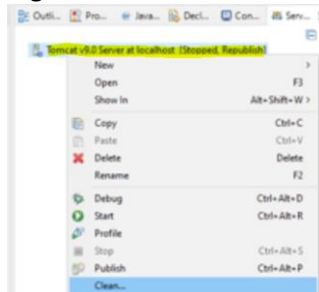 Outli... Pro... Java... Decl... Con... Serv...
Tomcat v9.0 Server at localhost [Stopped, Republish]
New >
Open F3
Show In Alt+Shift+W >
Copy Ctrl+C
Paste Ctrl+V
Delete Delete
Rename F2
Debug Ctrl+Alt+D
Start Ctrl+Alt+R
Profile
Stop Ctrl+Alt+S
Publish Ctrl+Alt+P
Clean...